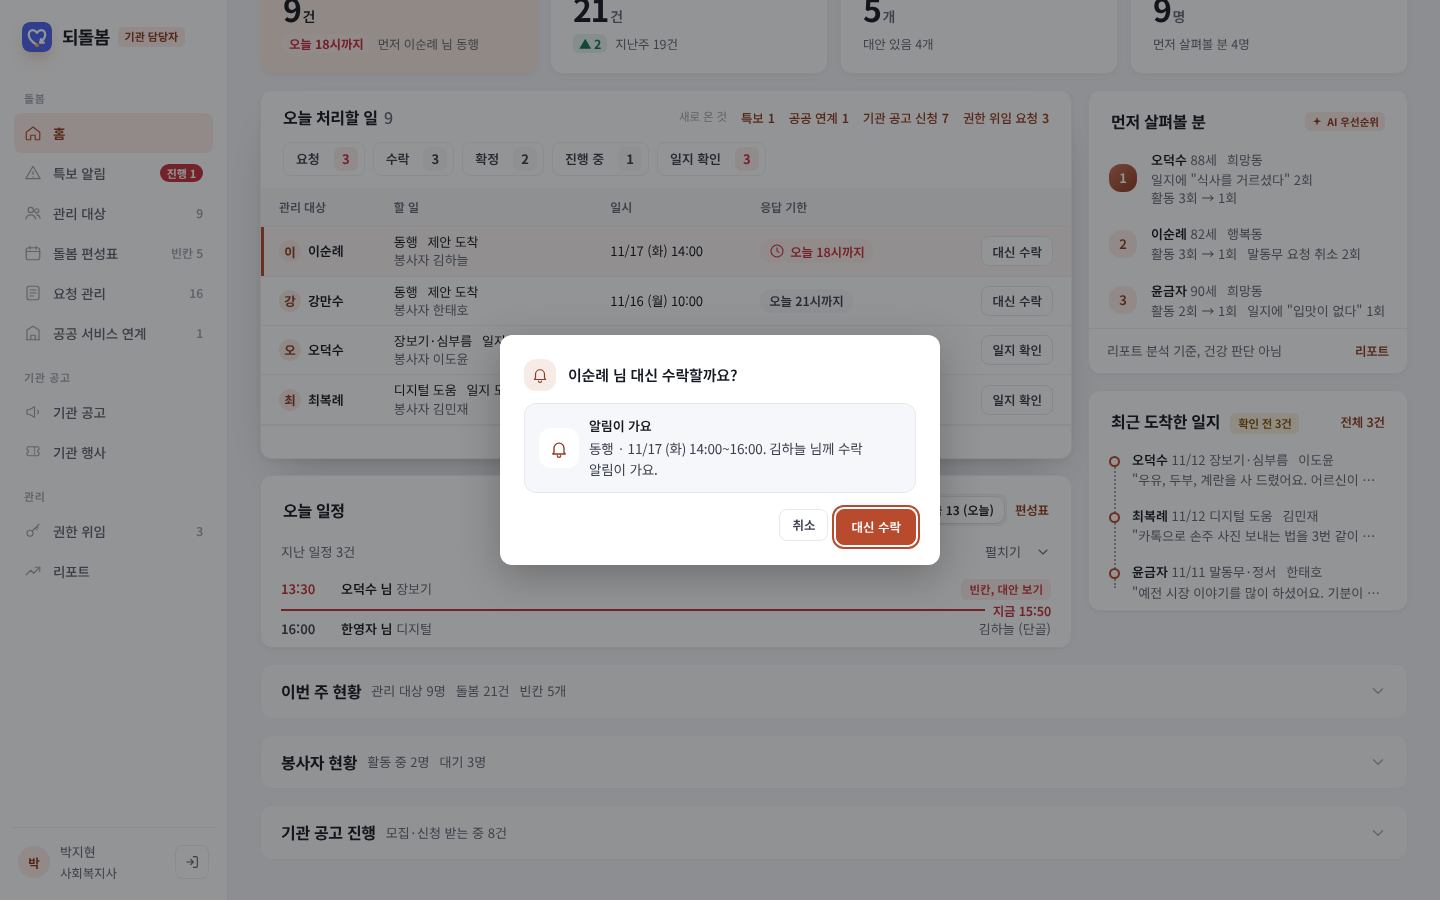 되돌봄 기관 담당자
돌봄
홈
특보 알림 진행 1
관리 대상 9
돌봄 편성표 빈칸 5
요청 관리 16
공공 서비스 연계 1
기관 공고
기관 공고
기관 행사
관리
권한 위임 3
리포트
박 박지현
사회복지사
9건
오늘 18시까지 먼저 이순례 님 동행
21건
▲ 2 지난주 19건
5개
대안 있음 4개
9명
먼저 살펴볼 분 4명
오늘 처리할 일 9
새로 온 것 특보 1 공공 연계 1 기관 공고 신청 7 권한 위임 요청 3
요청 3 수락 3 확정 2 진행 중 1 일지 확인 3
관리 대상 할 일 일시 응답 기한
이 이순례 동행 제안 도착 11/17 (화) 14:00 오늘 18시까지 대신 수락
봉사자 김하늘
강 강만수 동행 제안 도착 11/16 (월) 10:00 오늘 21시까지 대신 수락
봉사자 한태호
오 오덕수 장보기·심부름 일지 일지 확인
봉사자 이도윤
최 최복례 디지털 도움 일지 일지 확인
봉사자 김민재
이순례 님 대신 수락할까요?
알림이 가요
동행 · 11/17 (화) 14:00~16:00. 김하늘 님께 수락
알림이 가요.
취소 대신 수락
오늘 일정 13 (오늘) 편성표
지난 일정 3건 펼치기
13:30 오덕수 님 장보기 빈칸, 대안 보기
지금 15:50
16:00 한영자 님 디지털 김하늘 (단골)
먼저 살펴볼 분 AI 우선순위
1 오덕수 88세 희망동
일지에 "식사를 거르셨다" 2회
활동 3회 → 1회
2 이순례 82세 행복동
활동 3회 → 1회 말동무 요청 취소 2회
3 윤금자 90세 희망동
활동 2회 → 1회 일지에 "입맛이 없다" 1회
리포트 분석 기준, 건강 판단 아님 리포트
최근 도착한 일지 확인 전 3건 전체 3건
오덕수 11/12 장보기·심부름 이도윤
"우유, 두부, 계란을 사 드렸어요. 어르신이 …
최복례 11/12 디지털 도움 김민재
"카톡으로 손주 사진 보내는 법을 3번 같이 …
윤금자 11/11 말동무·정서 한태호
"예전 시장 이야기를 많이 하셨어요. 기분이 …
이번 주 현황 관리 대상 9명 돌봄 21건 빈칸 5개
봉사자 현황 활동 중 2명 대기 3명
기관 공고 진행 모집·신청 받는 중 8건